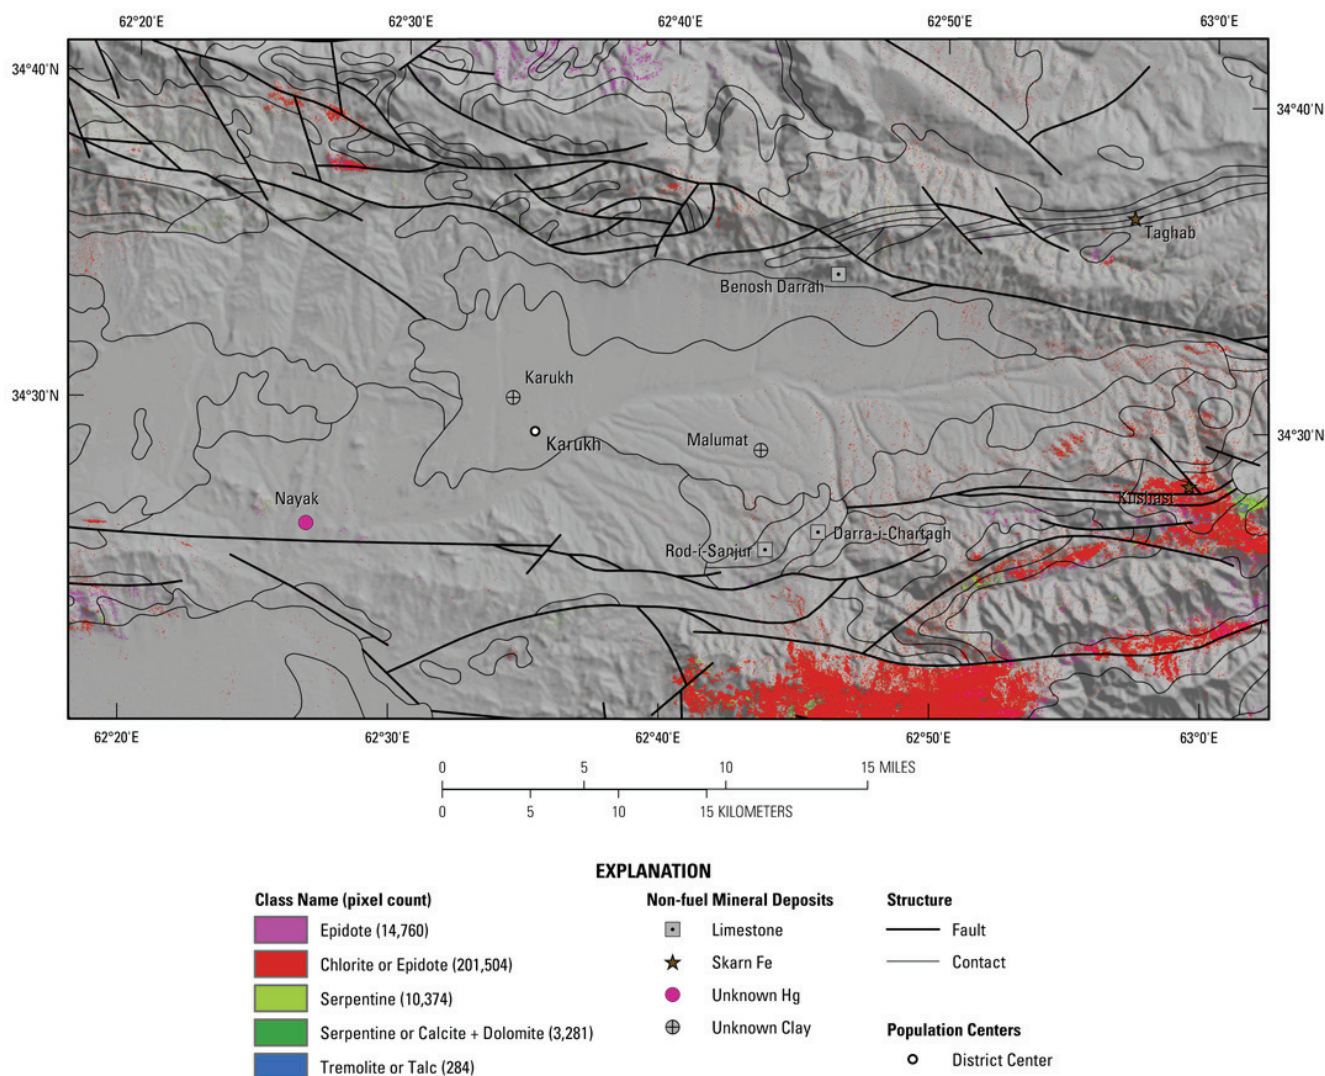 62°20'E 62°30'E 62°40'E 62°50'E 63°0'E
34°40'N
34°40'N
Taghab
Benosh Darrah
Karukh
34°30'N
34°30'N
Malumat
Karukh
Nayak
Kushast
Darra-i-Chartagh
Rod-i-Sanjur
62°20'E 62°30'E 62°40'E 62°50'E 63°0'E
0 5 10 15 MILES
0 5 10 15 KILOMETERS
EXPLANATION
Class Name (pixel count)
Epidote (14,760)
Chlorite or Epidote (201,504)
Serpentine (10,374)
Serpentine or Calcite + Dolomite (3,281)
Tremolite or Talc (284)
Non-fuel Mineral Deposits
Limestone
Skarn Fe
Unknown Hg
Unknown Clay
Structure
Fault
Contact
Population Centers
District Center